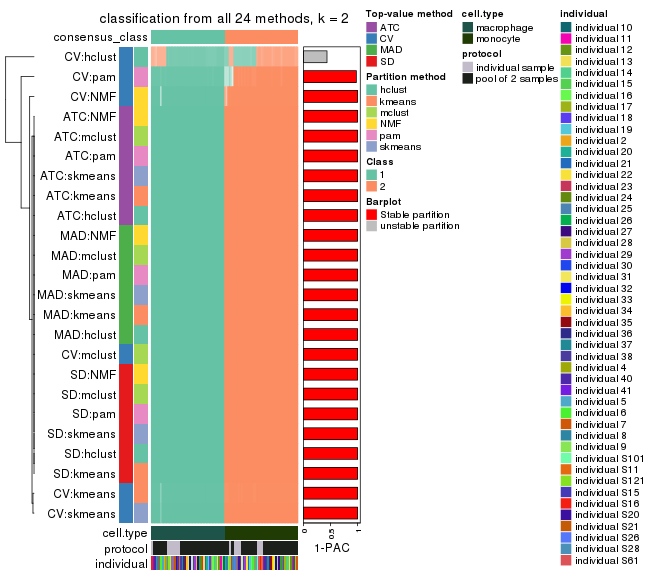 classification from all 24 methods, k = 2
consensus_class
CV:hclust
CV:pam
CV:NMF
ATC:NMF
ATC:mclust
ATC:pam
ATC:skmeans
ATC:kmeans
ATC:hclust
MAD:NMF
MAD:mclust
MAD:pam
MAD:skmeans
MAD:kmeans
MAD:hclust
CV:mclust
SD:NMF
SD:mclust
SD:pam
SD:skmeans
SD:hclust
SD:kmeans
CV:kmeans
CV:skmeans
cell.type
protocol
individual
0
0.5
1
1-PAC
Top-value method
ATC
CV
MAD
SD
Partition method
hclust
kmeans
mclust
NMF
pam
skmeans
Class
1
2
Barplot
Stable partition
unstable partition
cell.type
macrophage
monocyte
protocol
individual sample
pool of 2 samples
individual
individual 10
individual 11
individual 12
individual 13
individual 14
individual 15
individual 16
individual 17
individual 18
individual 19
individual 2
individual 20
individual 21
individual 22
individual 23
individual 24
individual 25
individual 26
individual 27
individual 28
individual 29
individual 30
individual 31
individual 32
individual 33
individual 34
individual 35
individual 36
individual 37
individual 38
individual 4
individual 40
individual 41
individual 5
individual 6
individual 7
individual 8
individual 9
individual S101
individual S11
individual S121
individual S15
individual S16
individual S20
individual S21
individual S26
individual S28
individual S61